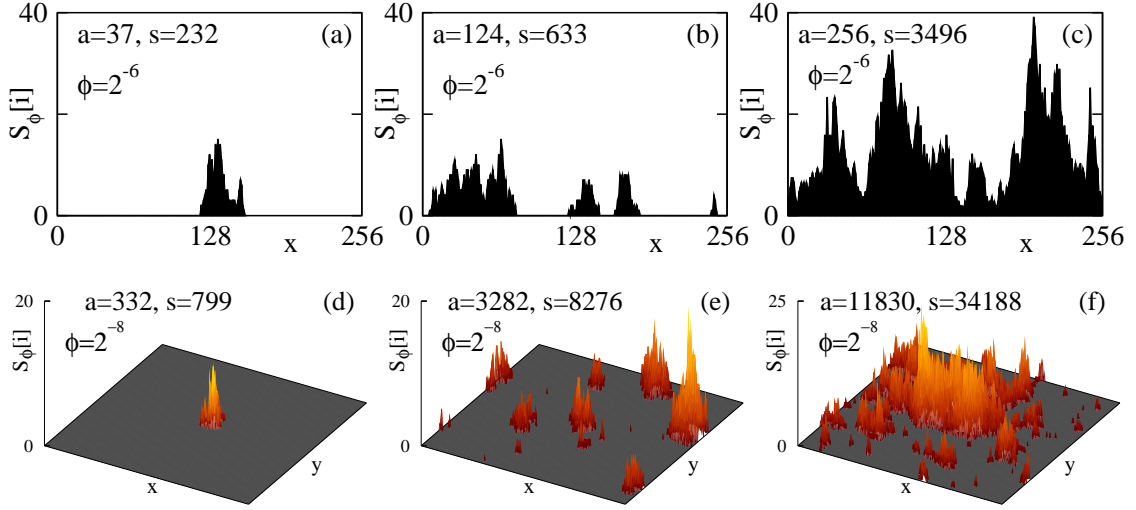 40
a=37, s=232 (a)
ϕ=2⁻⁶
S_ϕ[i]
0
0 128 x 256
40
a=124, s=633 (b)
ϕ=2⁻⁶
S_ϕ[i]
0
0 128 x 256
40
a=256, s=3496 (c)
ϕ=2⁻⁶
S_ϕ[i]
0
0 128 x 256
20
a=332, s=799 (d)
ϕ=2⁻⁸
S_ϕ[i]
0
x
y
20
a=3282, s=8276 (e)
ϕ=2⁻⁸
S_ϕ[i]
0
x
y
25
a=11830, s=34188 (f)
ϕ=2⁻⁸
S_ϕ[i]
0
x
y